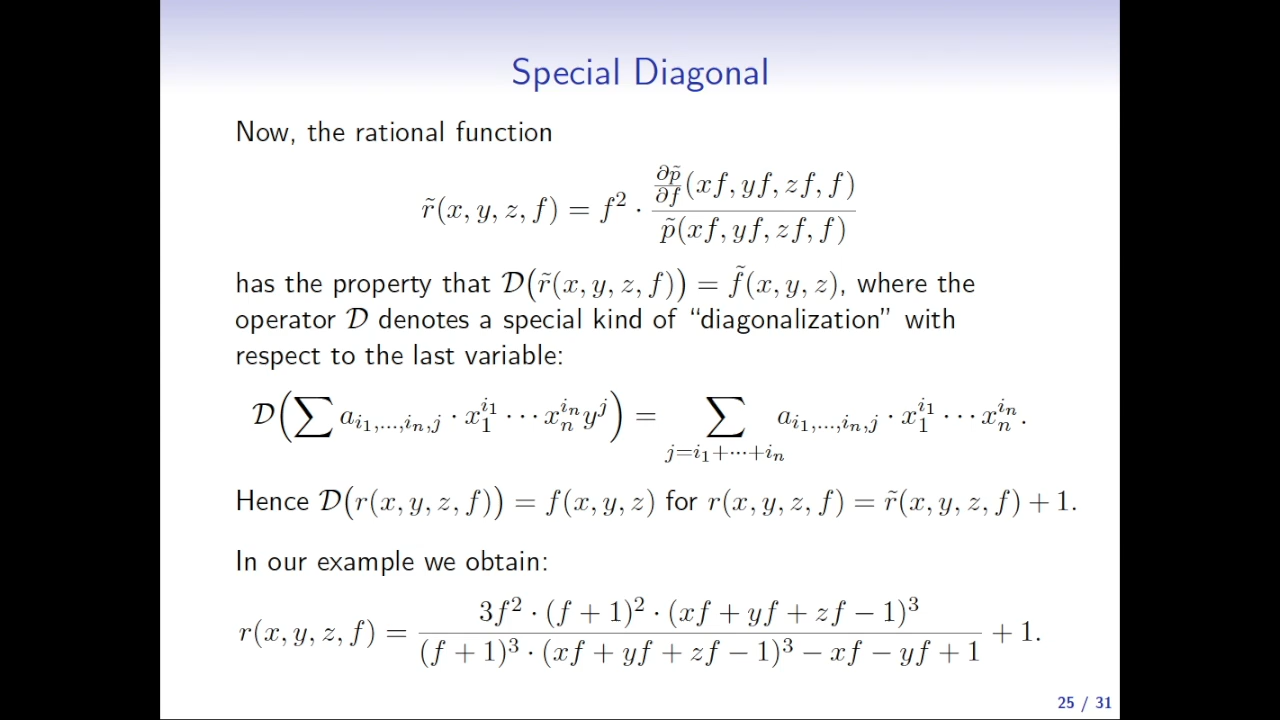 Special Diagonal
Now, the rational function
r̃(x, y, z, f) = f² · ∂p̃/∂f(xf, yf, zf, f) / p̃(xf, yf, zf, f)
has the property that 𝒟(r̃(x, y, z, f)) = f̃(x, y, z), where the
operator 𝒟 denotes a special kind of “diagonalization” with
respect to the last variable:
𝒟(∑ a_{i₁,...,iₙ,j} · x₁^{i₁} ··· xₙ^{iₙ} y^j) = ∑_{j=i₁+···+iₙ} a_{i₁,...,iₙ,j} · x₁^{i₁} ··· xₙ^{iₙ}.
Hence 𝒟(r(x, y, z, f)) = f(x, y, z) for r(x, y, z, f) = r̃(x, y, z, f) + 1.
In our example we obtain:
r(x, y, z, f) = 3f² · (f + 1)² · (xf + yf + zf − 1)³ / (f + 1)³ · (xf + yf + zf − 1)³ − xf − yf + 1 + 1.
25 / 31